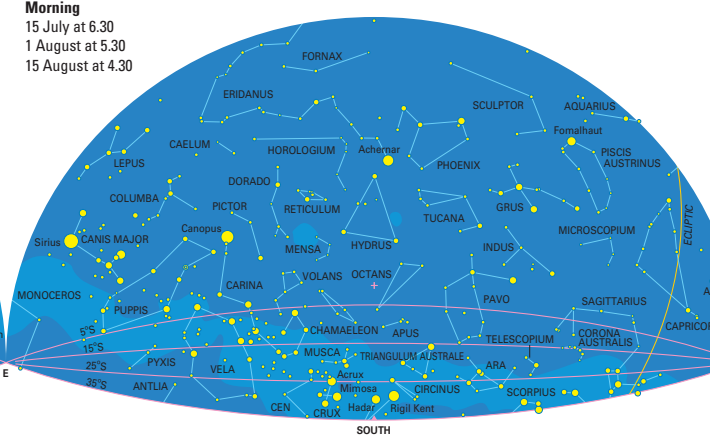 Morning
15 July at 6.30
1 August at 5.30
15 August at 4.30
FORNAX
ERIDANUS
SCULPTOR
AQUARIUS
Fomalhaut
CAELUM
HOROLOGIUM
Achernar
PHOENIX
PISCIS
AUSTRINUS
LEPUS
DORADO
COLUMBA
PICTOR
RETICULUM
TUCANA
GRUS
ECLIPTIC
Sirius
CANIS MAJOR
Canopus
MENSA
HYDRUS
INDUS
MICROSCOPIUM
VOLANS
OCTANS
MONOCEROS
PUPPIS
CARINA
PAVO
SAGITTARIUS
A
CHAMAELEON
APUS
TELESCOPIUM
CORONA
AUSTRALIS
CAPRICOR
5°S
15°S
25°S
35°S
E
PYXIS
VELA
MUSCA
TRIANGULUM AUSTRALE
ARA
ANTLIA
Acrux
Mimosa
CIRCINUS
SCORPIUS
CEN
CRUX
Hadar
Rigil Kent
SOUTH